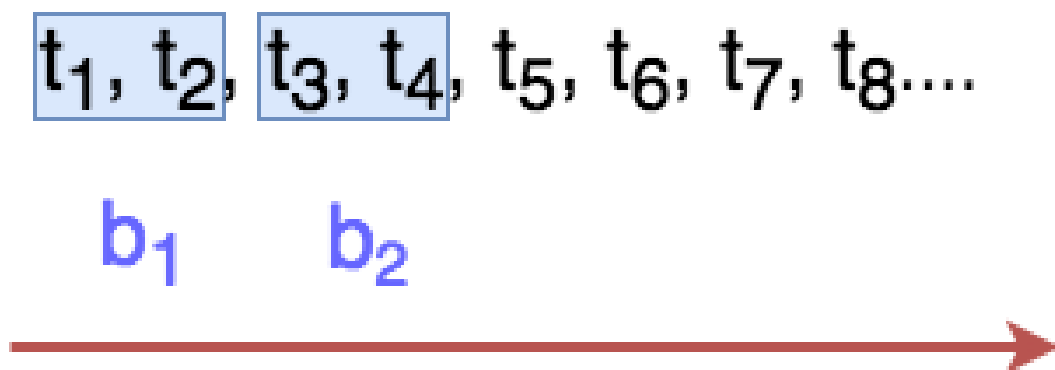 t₁, t₂, t₃, t₄, t₅, t₆, t₇, t₈....
b₁ b₂